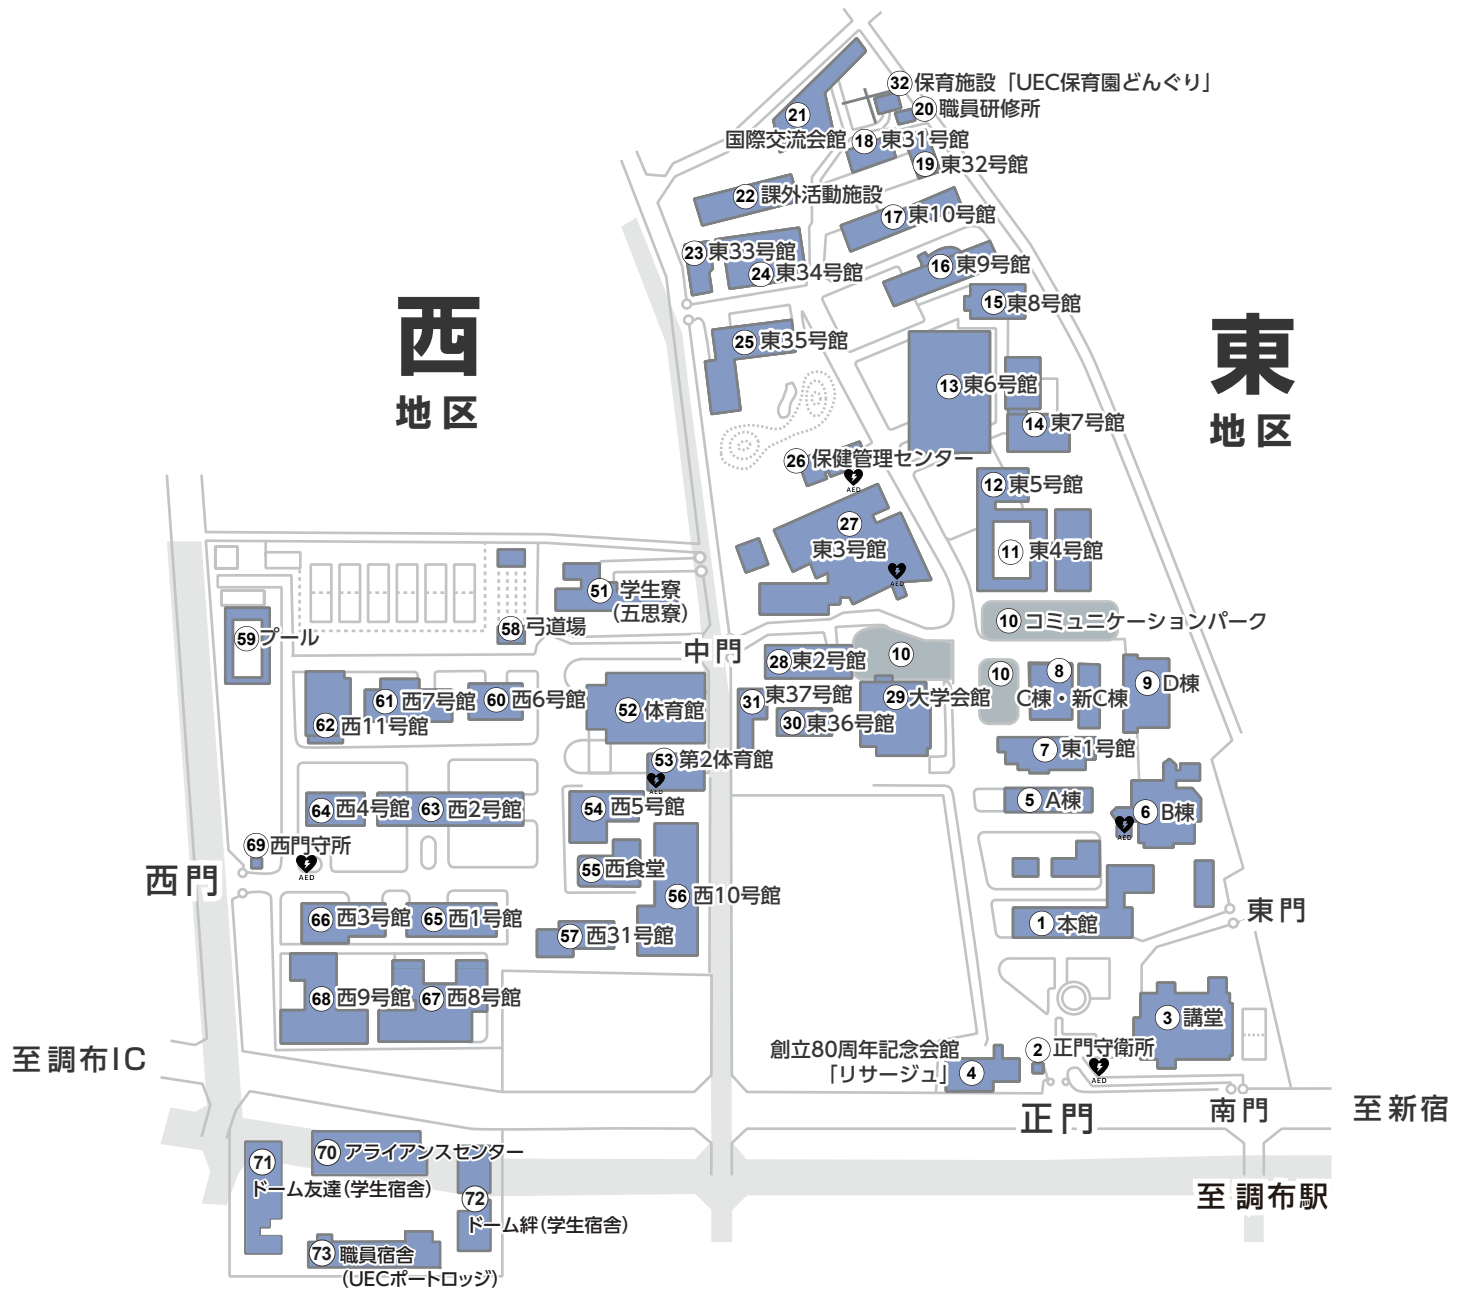 32 保育施設「UEC保育園どんぐり」
20 職員研修所
21
国際交流会館
18 東31号館
19 東32号館
22 課外活動施設
17 東10号館
23 東33号館
24 東34号館
16 東9号館
15 東8号館
西
地区
東
地区
25 東35号館
13 東6号館
14 東7号館
26 保健管理センター
AED
12 東5号館
27
東3号館
AED
11 東4号館
51 学生寮
(五思寮)
58 弓道場
59 プール
10 コミュニケーションパーク
中門
28 東2号館
10
10
8
C棟・新C棟
9 D棟
62 西11号館
61 西7号館
60 西6号館
52 体育館
31 東37号館
30 東36号館
29 大学会館
7 東1号館
53 第2体育館
AED
64 西4号館
63 西2号館
54 西5号館
5 A棟
6 B棟
AED
69 西門守所
AED
西門
55 西食堂
56 西10号館
66 西3号館
65 西1号館
57 西31号館
1 本館
東門
68 西9号館
67 西8号館
3 講堂
至調布IC
創立80周年記念会館
「リサージュ」
4
2 正門守衛所
AED
正門
南門
至新宿
至調布駅
70 アライアンスセンター
71
ドーム友達(学生宿舎)
72
ドーム絆(学生宿舎)
73 職員宿舎
(UECポートロッジ)